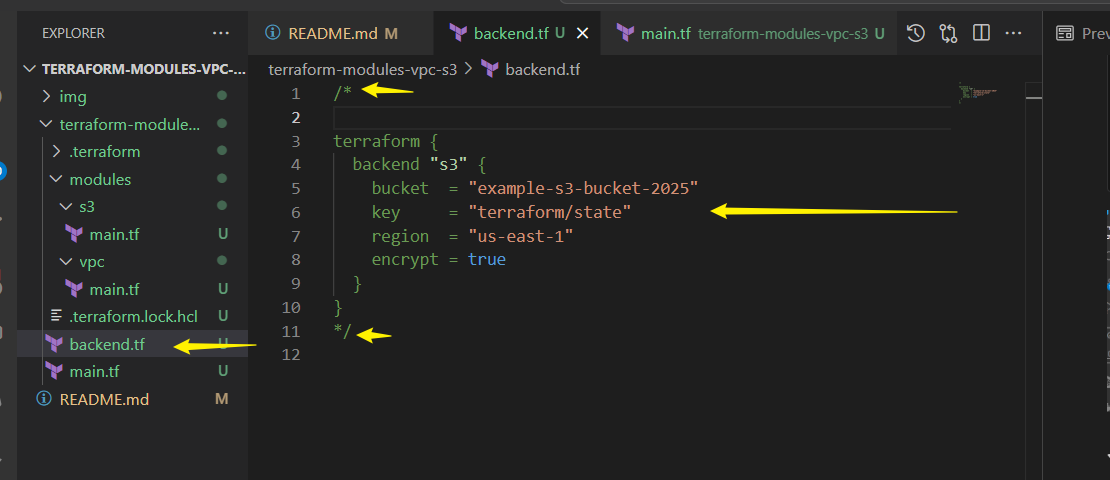 EXPLORER ...
TERRAFORM-MODULES-VPC-...
img
terraform-module...
.terraform
modules
s3
main.tf U
vpc
main.tf U
.terraform.lock.hcl U
backend.tf U
main.tf U
README.md M
README.md M
backend.tf U
main.tf terraform-modules-vpc-s3 U
...
terraform-modules-vpc-s3 > backend.tf
1 /*
2
3 terraform {
4 backend "s3" {
5 bucket = "example-s3-bucket-2025"
6 key = "terraform/state"
7 region = "us-east-1"
8 encrypt = true
9 }
10 }
11 */
12